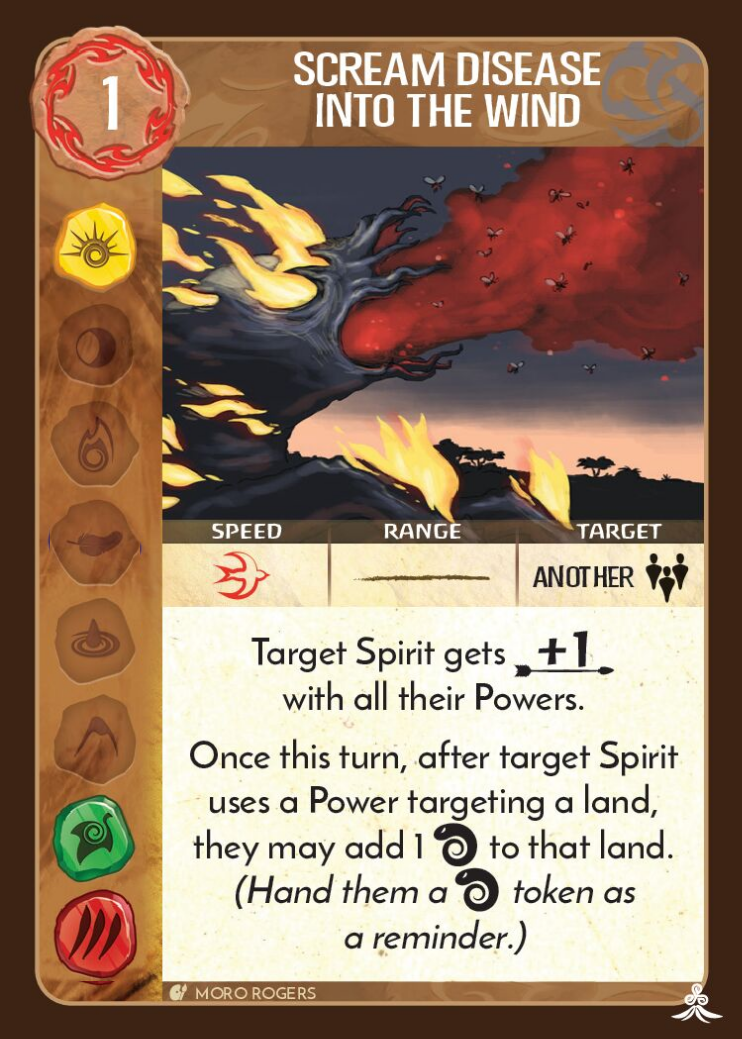 1
SCREAM DISEASE
INTO THE WIND
SPEED RANGE TARGET
ANOTHER
Target Spirit gets +1
with all their Powers.
Once this turn, after target Spirit
uses a Power targeting a land,
they may add 1 to that land.
(Hand them a token as
a reminder.)
MORO ROGERS